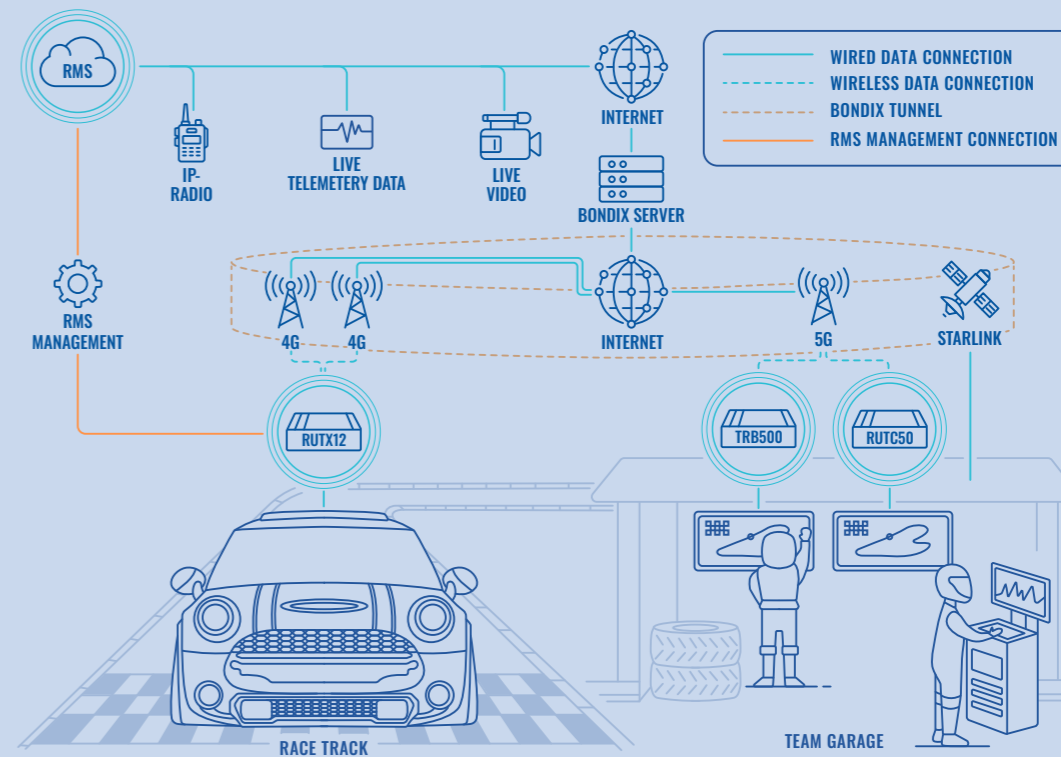 RMS
INTERNET
WIRED DATA CONNECTION
WIRELESS DATA CONNECTION
BONDIX TUNNEL
RMS MANAGEMENT CONNECTION
IP-
RADIO
LIVE
TELEMETERY DATA
LIVE
VIDEO
BONDIX SERVER
RMS
MANAGEMENT
4G
4G
INTERNET
5G
STARLINK
RUTX12
TRB500
RUTC50
RACE TRACK
TEAM GARAGE